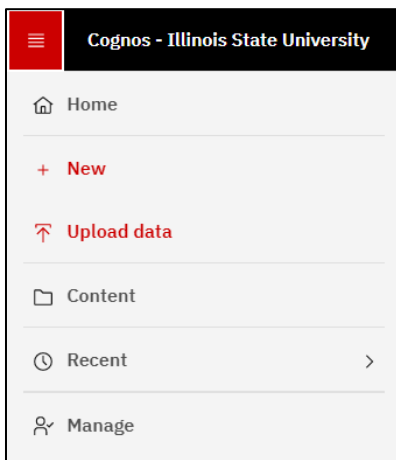 Cognos - Illinois State University
Home
New
Upload data
Content
Recent
Manage